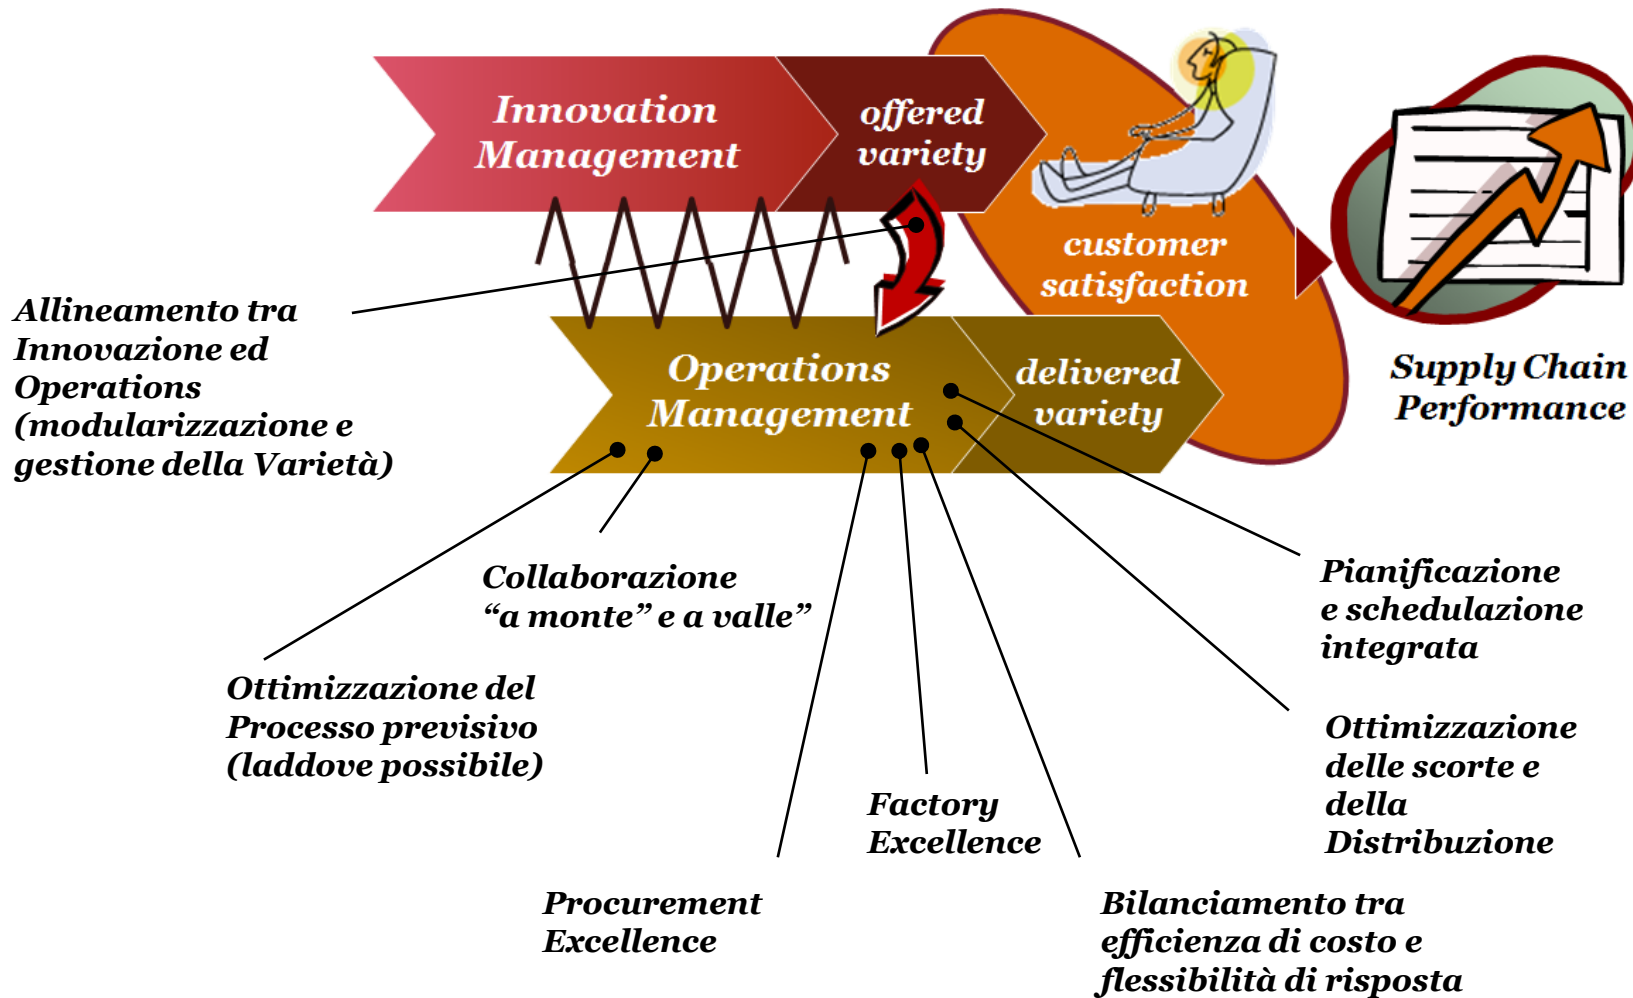 Innovation
Management
offered
variety
customer
satisfaction
Allineamento tra
Innovazione ed
Operations
(modularizzazione e
gestione della Varietà)
Operations
Management
delivered
variety
Supply Chain
Performance
Collaborazione
“a monte” e a valle”
Pianificazione
e schedulazione
integrata
Ottimizzazione del
Processo previsivo
(laddove possibile)
Ottimizzazione
delle scorte e
della
Distribuzione
Factory
Excellence
Procurement
Excellence
Bilanciamento tra
efficienza di costo e
flessibilità di risposta